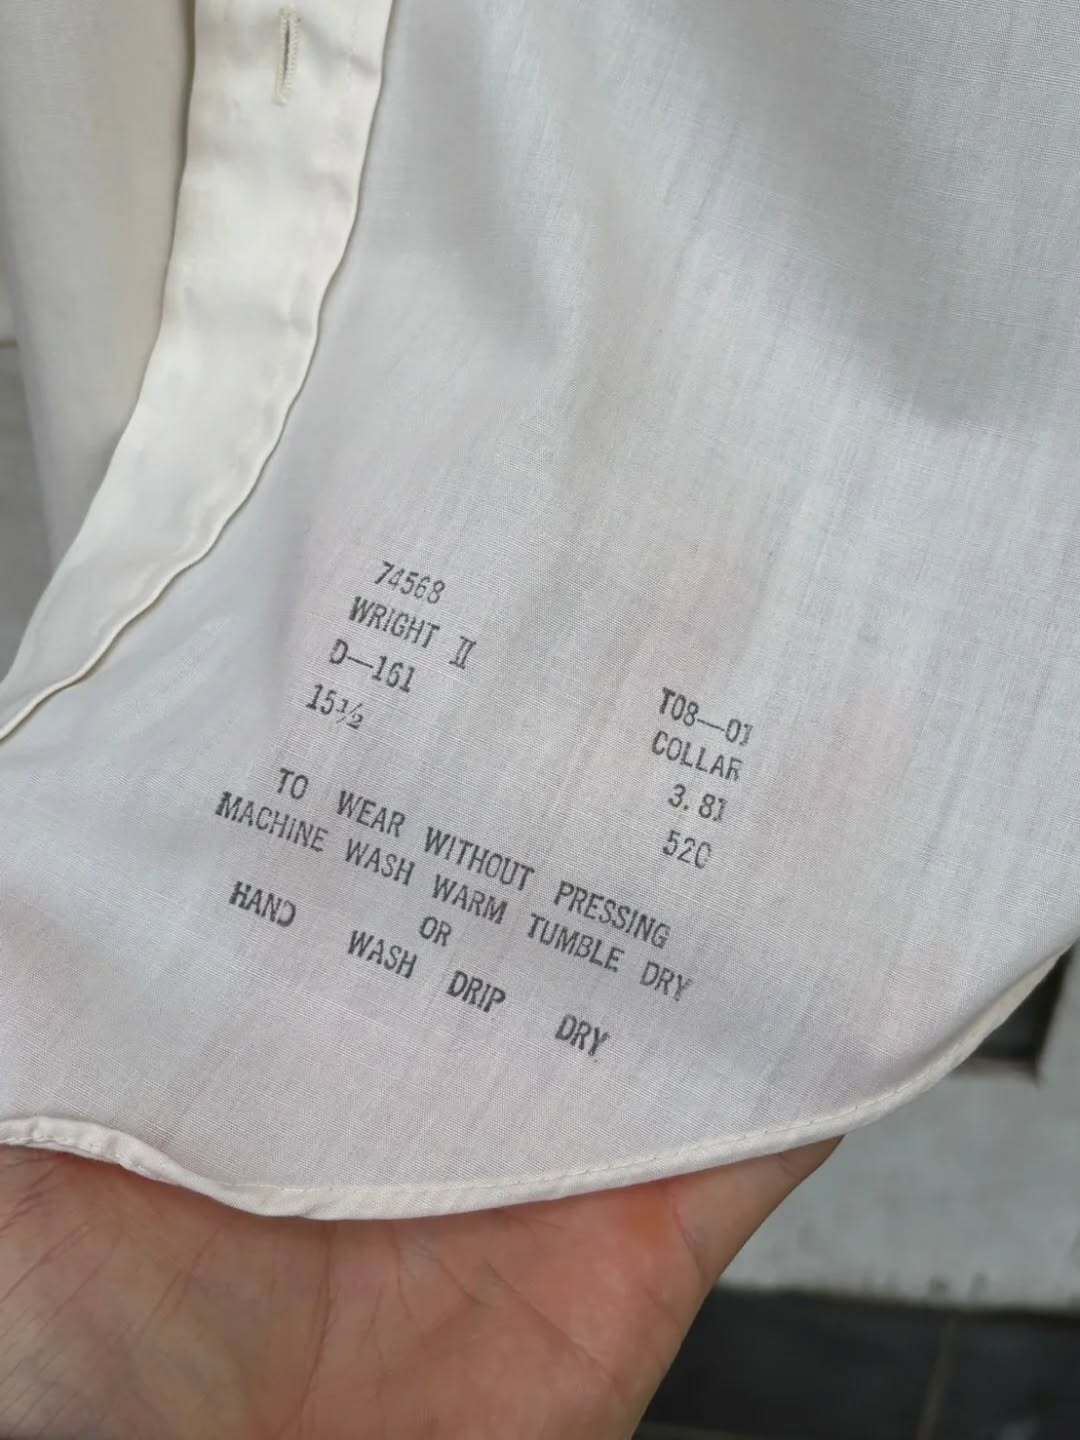 74568
WRIGHT II
D—161
15½
T08—01
COLLAR
3.81
520
TO WEAR WITHOUT PRESSING
MACHINE WASH WARM TUMBLE DRY
OR
HAND WASH DRIP DRY